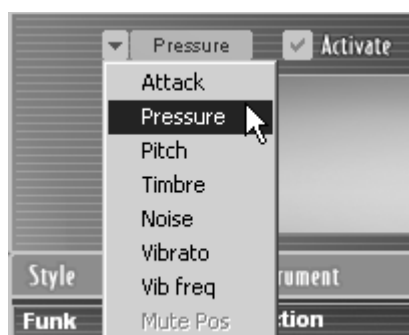 Pressure Activate
Attack
Pressure
Pitch
Timbre
Noise
Vibrato
Style Vib freq rument
Funk Mute Pos tion